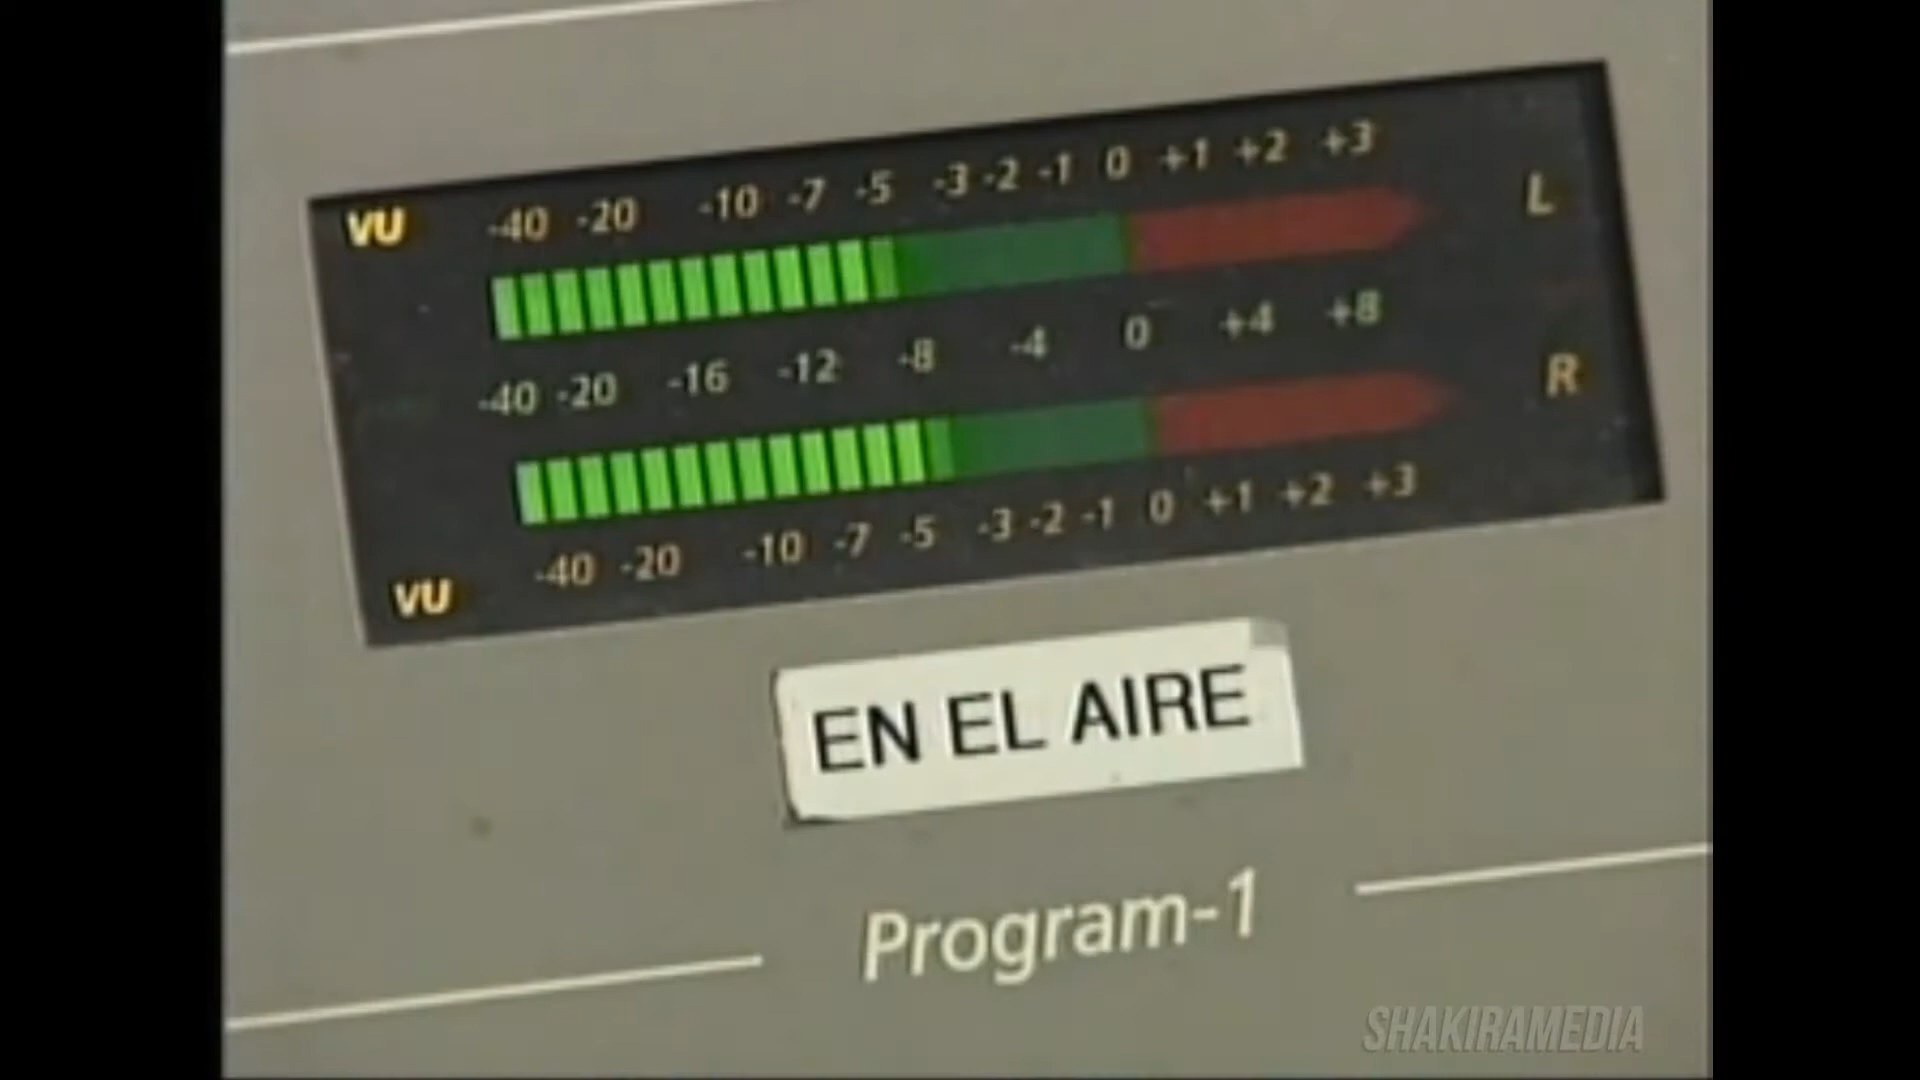 VU -40 -20 -10 -7 -5 -3 -2 -1 0 +1 +2 +3 L
-40 -20 -16 -12 -8 -4 0 +4 +8
R
VU -40 -20 -10 -7 -5 -3 -2 -1 0 +1 +2 +3
EN EL AIRE
Program-1
SHAKIRAMEDIA